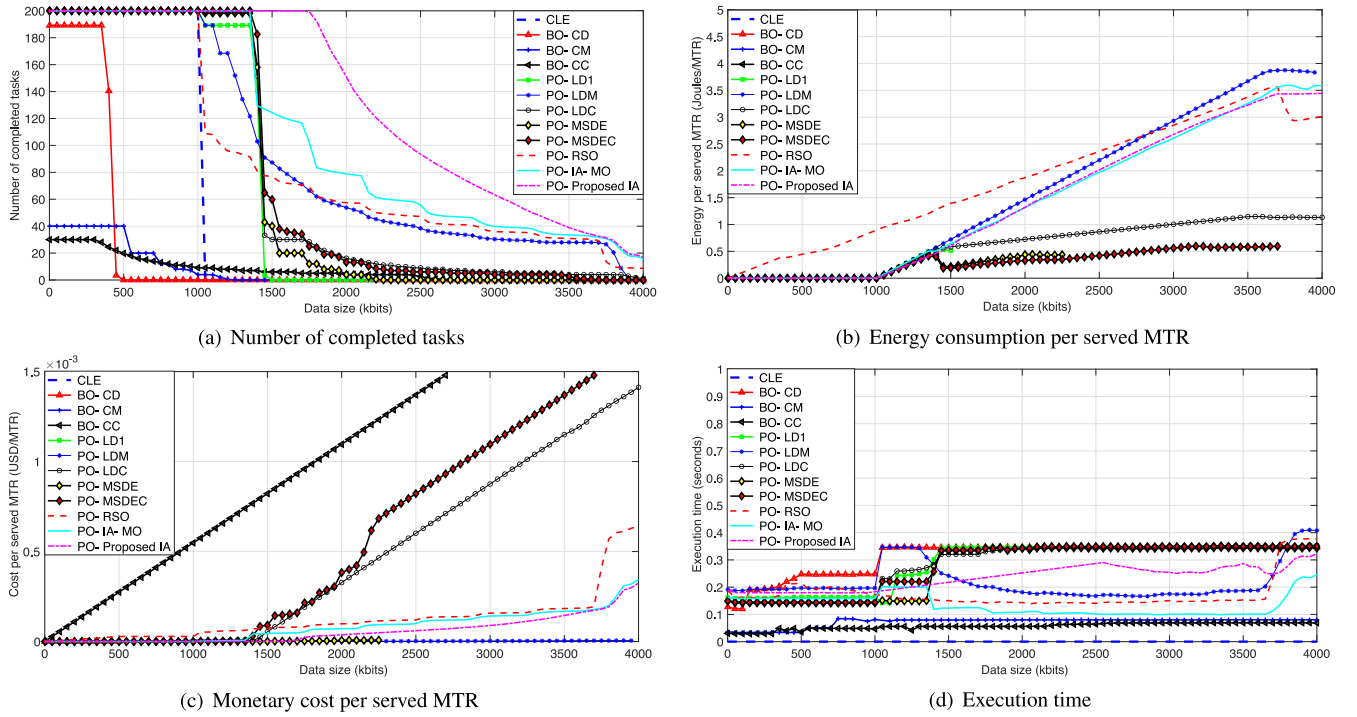 200
180
160
140
120
100
80
60
40
20
0
Number of completed tasks
0 500 1000 1500 2000 2500 3000 3500 4000
Data size (kbits)
CLE
BO- CD
BO- CM
BO- CC
PO- LD1
PO- LDM
PO- LDC
PO- MSDE
PO- MSDEC
PO- RSO
PO- IA- MO
PO- Proposed IA
(a) Number of completed tasks
5
4.5
4
3.5
3
2.5
2
1.5
1
0.5
0
Energy per served MTR (Joules/MTR)
0 500 1000 1500 2000 2500 3000 3500 4000
Data size (kbits)
CLE
BO- CD
BO- CM
BO- CC
PO- LD1
PO- LDM
PO- LDC
PO- MSDE
PO- MSDEC
PO- RSO
PO- IA- MO
PO- Proposed IA
(b) Energy consumption per served MTR
×10⁻³
1.5
1
0.5
0
Cost per served MTR (USD/MTR)
0 500 1000 1500 2000 2500 3000 3500 4000
Data size (kbits)
CLE
BO- CD
BO- CM
BO- CC
PO- LD1
PO- LDM
PO- LDC
PO- MSDE
PO- MSDEC
PO- RSO
PO- IA- MO
PO- Proposed IA
(c) Monetary cost per served MTR
1
0.9
0.8
0.7
0.6
0.5
0.4
0.3
0.2
0.1
0
Execution time (seconds)
0 500 1000 1500 2000 2500 3000 3500 4000
Data size (kbits)
CLE
BO- CD
BO- CM
BO- CC
PO- LD1
PO- LDM
PO- LDC
PO- MSDE
PO- MSDEC
PO- RSO
PO- IA- MO
PO- Proposed IA
(d) Execution time